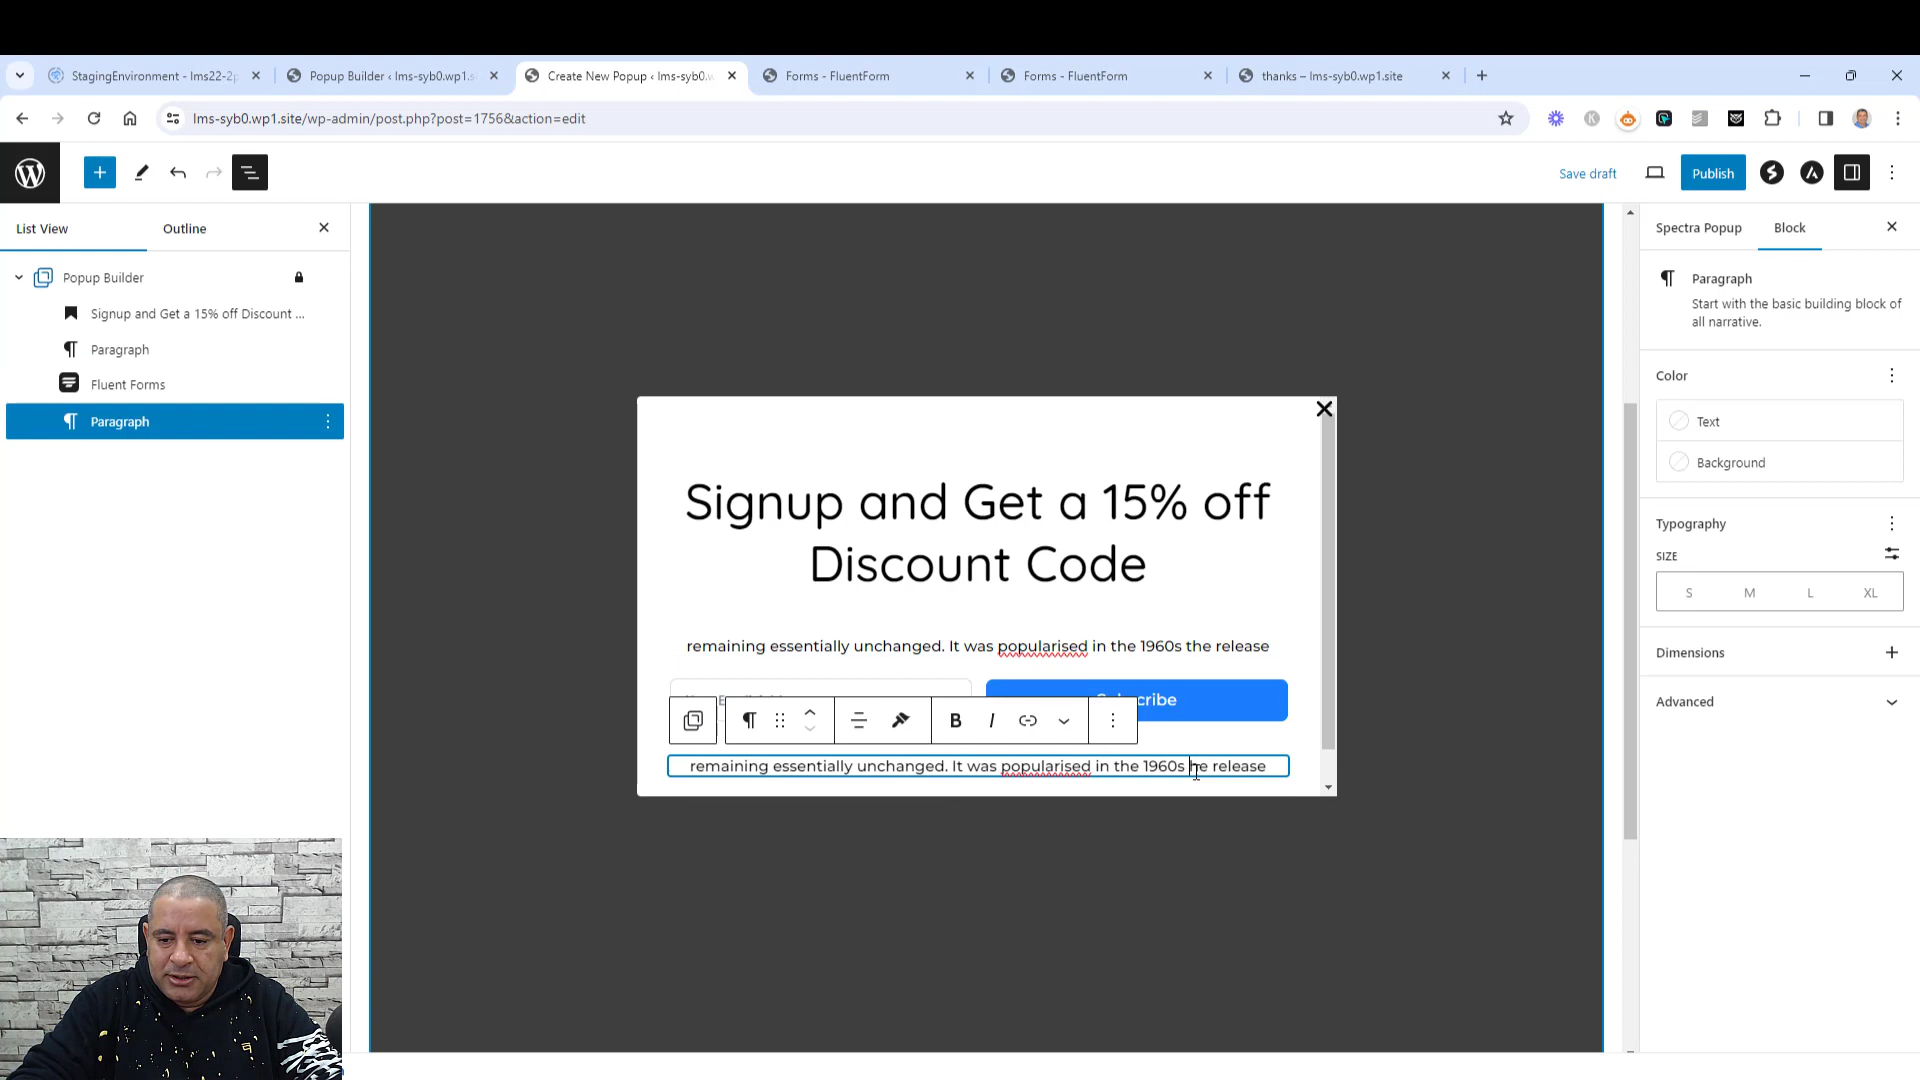 StagingEnvironment - lms22-2p
Popup Builder ‹ lms-syb0.wp1.s
Create New Popup ‹ lms-syb0.w
Forms - FluentForm
Forms - FluentForm
thanks – lms-syb0.wp1.site
lms-syb0.wp1.site/wp-admin/post.php?post=1756&action=edit
Save draft
Publish
List View
Outline
Popup Builder
Signup and Get a 15% off Discount ...
Paragraph
Fluent Forms
Paragraph
Signup and Get a 15% off
Discount Code
remaining essentially unchanged. It was popularised in the 1960s the release
B I
remaining essentially unchanged. It was popularised in the 1960s he release
Spectra Popup
Block
Paragraph
Start with the basic building block of
all narrative.
Color
Text
Background
Typography
SIZE
S M L XL
Dimensions
Advanced